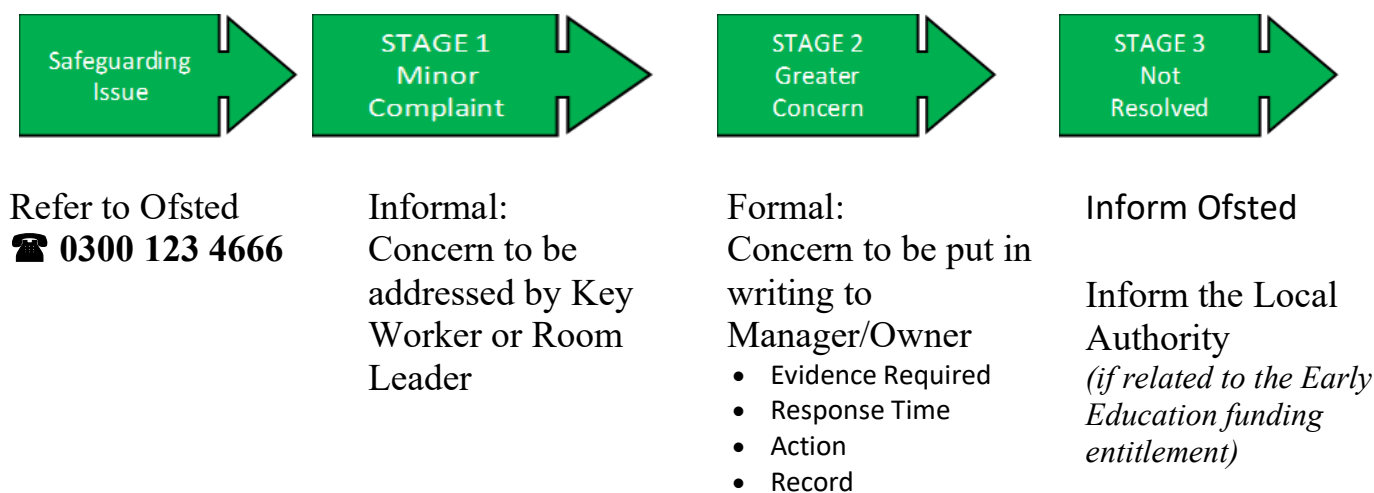 Safeguarding
Issue
STAGE 1
Minor
Complaint
STAGE 2
Greater
Concern
STAGE 3
Not
Resolved
Refer to Ofsted
☎ 0300 123 4666
Informal:
Concern to be
addressed by Key
Worker or Room
Leader
Formal:
Concern to be put in
writing to
Manager/Owner
• Evidence Required
• Response Time
• Action
• Record
Inform Ofsted
Inform the Local
Authority
(if related to the Early
Education funding
entitlement)